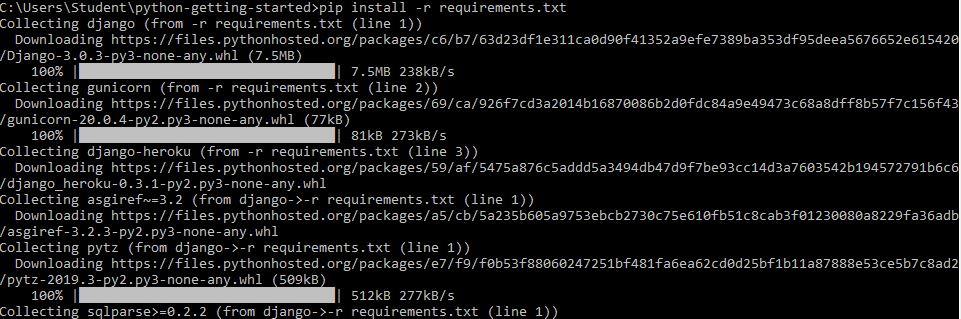 C:\Users\Student\python-getting-started>pip install -r requirements.txt
Collecting django (from -r requirements.txt (line 1))
  Downloading https://files.pythonhosted.org/packages/c6/b7/63d23df1e311ca0d90f41352a9efe7389ba353df95deea5676652e615420
/Django-3.0.3-py3-none-any.whl (7.5MB)
    100% |████████████████████████████████| 7.5MB 238kB/s
Collecting gunicorn (from -r requirements.txt (line 2))
  Downloading https://files.pythonhosted.org/packages/69/ca/926f7cd3a2014b16870086b2d0fdc84a9e49473c68a8dff8b57f7c156f43
/gunicorn-20.0.4-py2.py3-none-any.whl (77kB)
    100% |████████████████████████████████| 81kB 273kB/s
Collecting django-heroku (from -r requirements.txt (line 3))
  Downloading https://files.pythonhosted.org/packages/59/af/5475a876c5addd5a3494db47d9f7be93cc14d3a7603542b194572791b6c6
/django_heroku-0.3.1-py2.py3-none-any.whl
Collecting asgiref~=3.2 (from django->-r requirements.txt (line 1))
  Downloading https://files.pythonhosted.org/packages/a5/cb/5a235b605a9753ebcb2730c75e610fb51c8cab3f01230080a8229fa36adb
/asgiref-3.2.3-py2.py3-none-any.whl
Collecting pytz (from django->-r requirements.txt (line 1))
  Downloading https://files.pythonhosted.org/packages/e7/f9/f0b53f88060247251bf481fa6ea62cd0d25bf1b11a87888e53ce5b7c8ad2
/pytz-2019.3-py2.py3-none-any.whl (509kB)
    100% |████████████████████████████████| 512kB 277kB/s
Collecting sqlparse>=0.2.2 (from django->-r requirements.txt (line 1))